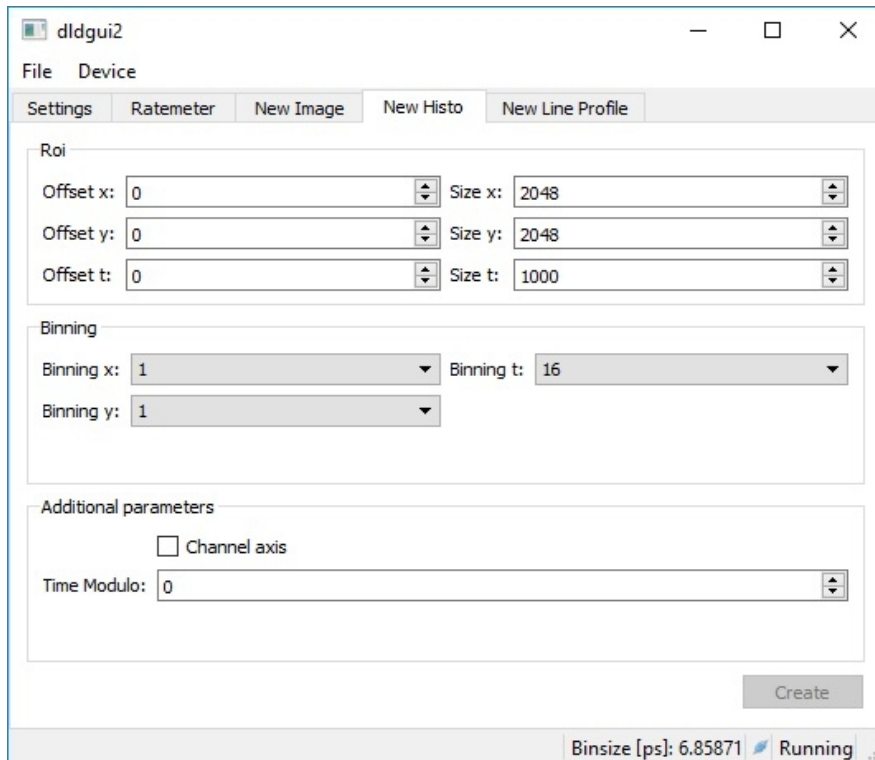 dldgui2
File Device
Settings Ratemeter New Image New Histo New Line Profile
Roi
Offset x: 0 Size x: 2048
Offset y: 0 Size y: 2048
Offset t: 0 Size t: 1000
Binning
Binning x: 1 Binning t: 16
Binning y: 1
Additional parameters
Channel axis
Time Modulo: 0
Create
Binsize [ps]: 6.85871 Running